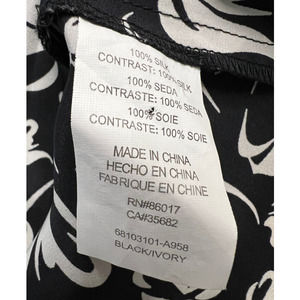 100% SILK
CONTRAST: 100% SILK
100% SEDA
CONTRASTE: 100% SEDA
100% SOIE
CONTRASTE: 100% SOIE
MADE IN CHINA
HECHO EN CHINA
FABRIQUE EN CHINE
RN#86017
CA#35682
68103101-A958
BLACK/IVORY